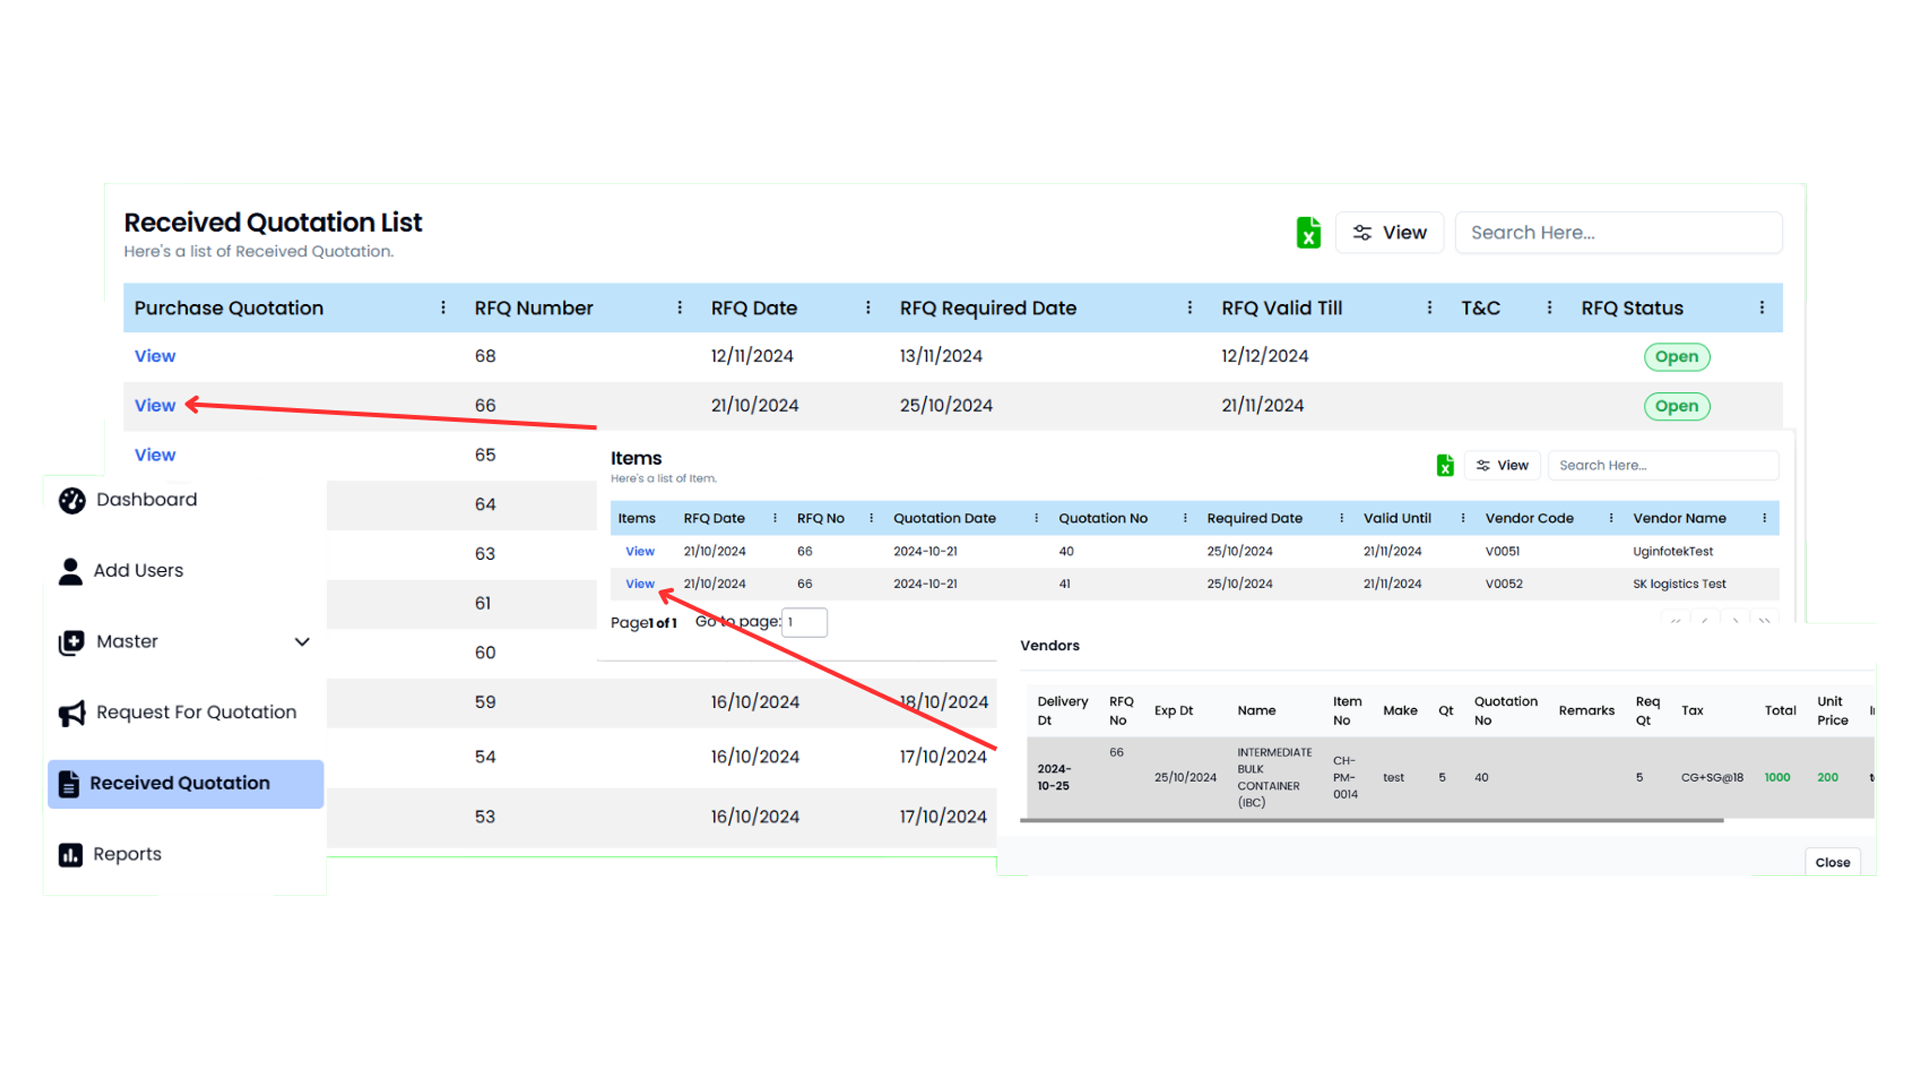 Received Quotation List
Here's a list of Received Quotation.
View
Search Here...
Purchase Quotation RFQ Number RFQ Date RFQ Required Date RFQ Valid Till T&C RFQ Status
View 68 12/11/2024 13/11/2024 12/12/2024 Open
View 66 21/10/2024 25/10/2024 21/11/2024 Open
View 65
64
63
61
60
59 16/10/2024 18/10/2024
54 16/10/2024 17/10/2024
53 16/10/2024 17/10/2024
Dashboard
Add Users
Master
Request For Quotation
Received Quotation
Reports
Items
Here's a list of Item.
View
Search Here...
Items RFQ Date RFQ No Quotation Date Quotation No Required Date Valid Until Vendor Code Vendor Name
View 21/10/2024 66 2024-10-21 40 25/10/2024 21/11/2024 V0051 UginfotekTest
View 21/10/2024 66 2024-10-21 41 25/10/2024 21/11/2024 V0052 SK logistics Test
Page1 of 1 Go to page: 1
Vendors
Delivery Dt RFQ No Exp Dt Name Item No Make Qt Quotation No Remarks Req Qt Tax Total Unit Price
2024-10-25 66 25/10/2024 INTERMEDIATE BULK CONTAINER (IBC) CH-PM-0014 test 5 40 5 CG+SG@18 1000 200
Close